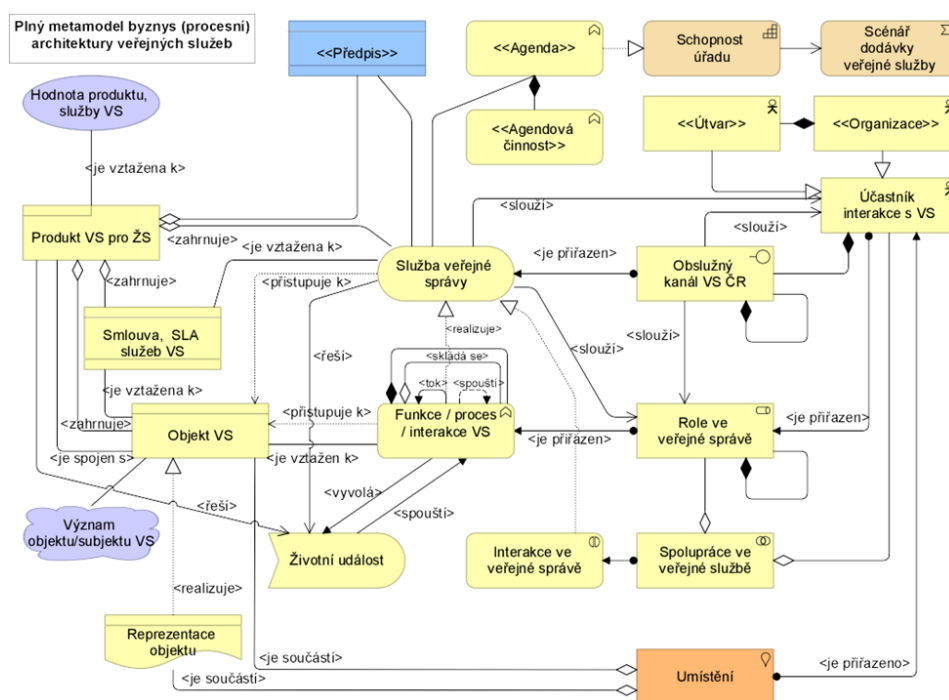 Plný metamodel byznys (procesní)
architektury veřejných služeb
<<Předpis>>
<<Agenda>>
Schopnost
úřadu
Scénář
dodávky
veřejné služby
Hodnota produktu,
služby VS
<<Agendová
činnost>>
<<Útvar>>
<<Organizace>>
<je vztažena k>
<slouží>
Účastník
interakce s VS
Produkt VS pro ŽS
<zahrnuje>
<je vztažena k>
<slouží>
<je přiřazen>
Služba veřejné
správy
Obslužný
kanál VS ČR
<zahrnuje>
<přistupuje k>
Smlouva, SLA
služeb VS
<realizuje>
<slouží>
<slouží>
<řeší>
<skládá se>
<je vztažena k>
<tok>
<spouští>
<zahrnuje>
Objekt VS
<přistupuje k>
Funkce / proces
/ interakce VS
<je přiřazen>
Role ve
veřejné správě
<je přiřazen>
<je spojen s>
<je vztažen k>
<vyvolá>
<řeší>
<spouští>
Význam
objektu/subjektu VS
Životní událost
Interakce ve
veřejné správě
Spolupráce ve
veřejné službě
<realizuje>
Reprezentace
objektu
<je součástí>
<je součástí>
Umístění
<je přiřazeno>